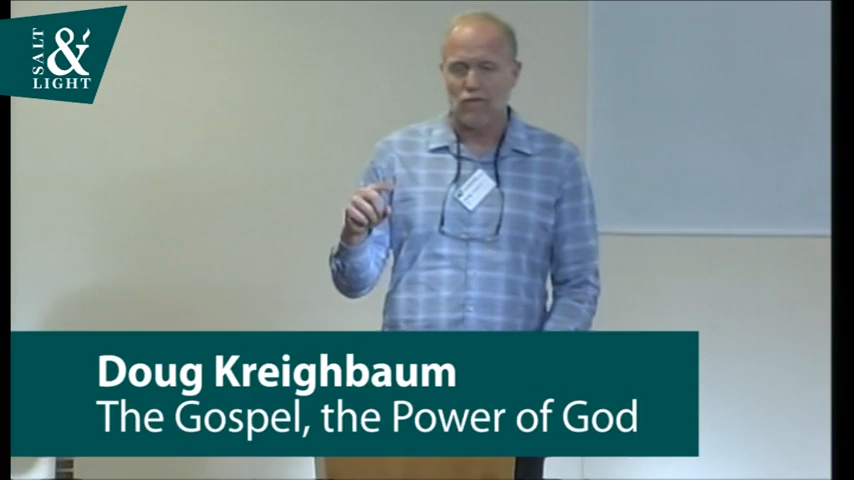 SALT
&
LIGHT
Doug Kreighbaum
The Gospel, the Power of God